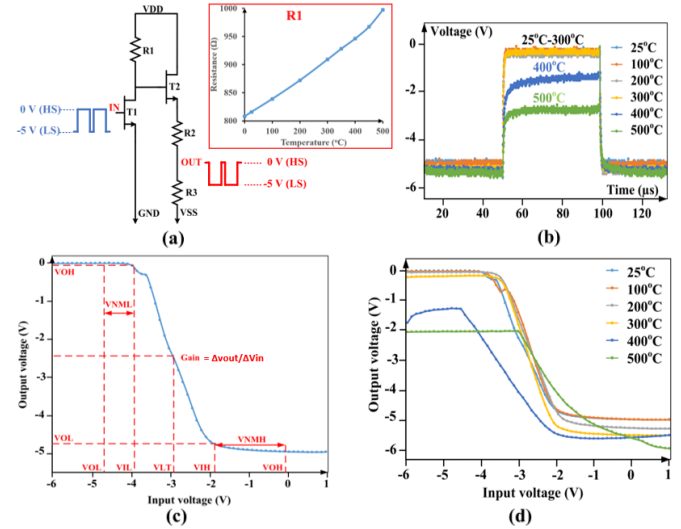 (a)
VDD
R1
T2
0 V (HS)
-5 V (LS)
IN
T1
R2
OUT
0 V (HS)
-5 V (LS)
R3
GND
VSS
R1
Resistance (Ω)
1000
950
900
850
800
0
100
200
300
400
500
Temperature (°C)
(a)
Voltage (V)
25°C-300°C
400°C
500°C
25°C
100°C
200°C
300°C
400°C
500°C
0
-2
-4
-6
Time (μs)
20
40
60
80
100
120
(b)
Output voltage (V)
0
-1
-2
-3
-4
-5
VOH
VNML
Gain = Δvout/ΔVin
VOL
VNMH
VOL
VIL
VLT
VIH
VOH
-6
-5
-4
-3
-2
-1
0
1
Input voltage (V)
(c)
Output voltage (V)
0
-1
-2
-3
-4
-5
-6
25°C
100°C
200°C
300°C
400°C
500°C
-6
-5
-4
-3
-2
-1
0
1
Input voltage (V)
(d)